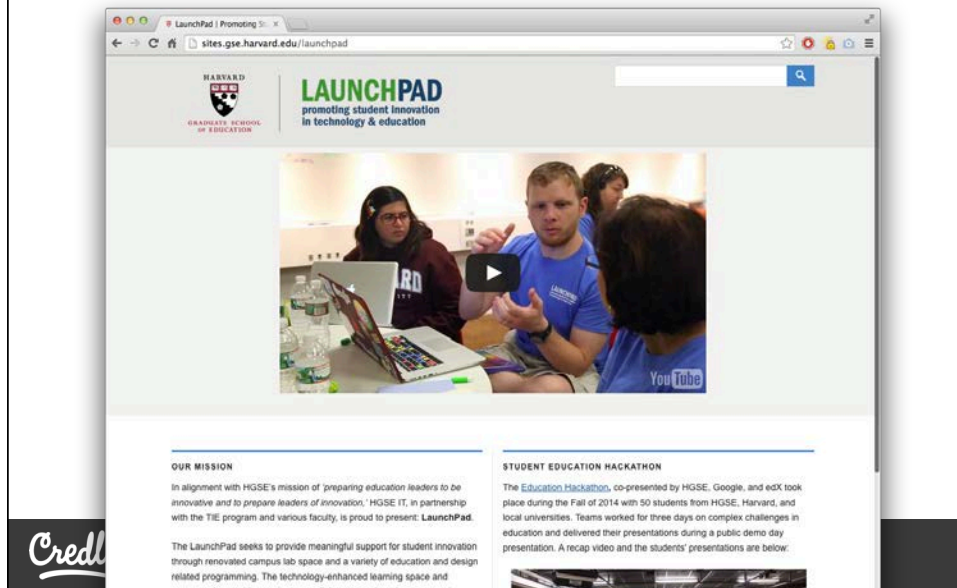 LaunchPad | Promoting St
sites.gse.harvard.edu/launchpad
HARVARD
GRADUATE SCHOOL
OF EDUCATION
LAUNCHPAD
promoting student innovation
in technology & education
LAUNCHPAD
You Tube
OUR MISSION
In alignment with HGSE's mission of 'preparing education leaders to be
innovative and to prepare leaders of innovation,' HGSE IT, in partnership
with the TIE program and various faculty, is proud to present: LaunchPad.
The LaunchPad seeks to provide meaningful support for student innovation
through renovated campus lab space and a variety of education and design
related programming. The technology-enhanced learning space and
STUDENT EDUCATION HACKATHON
The Education Hackathon, co-presented by HGSE, Google, and edX took
place during the Fall of 2014 with 50 students from HGSE, Harvard, and
local universities. Teams worked for three days on complex challenges in
education and delivered their presentations during a public demo day
presentation. A recap video and the students' presentations are below:
Credl